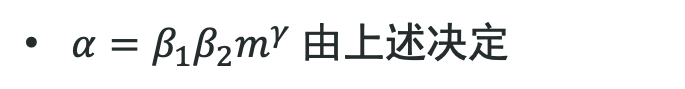 • α = β₁β₂m^γ 由上述决定